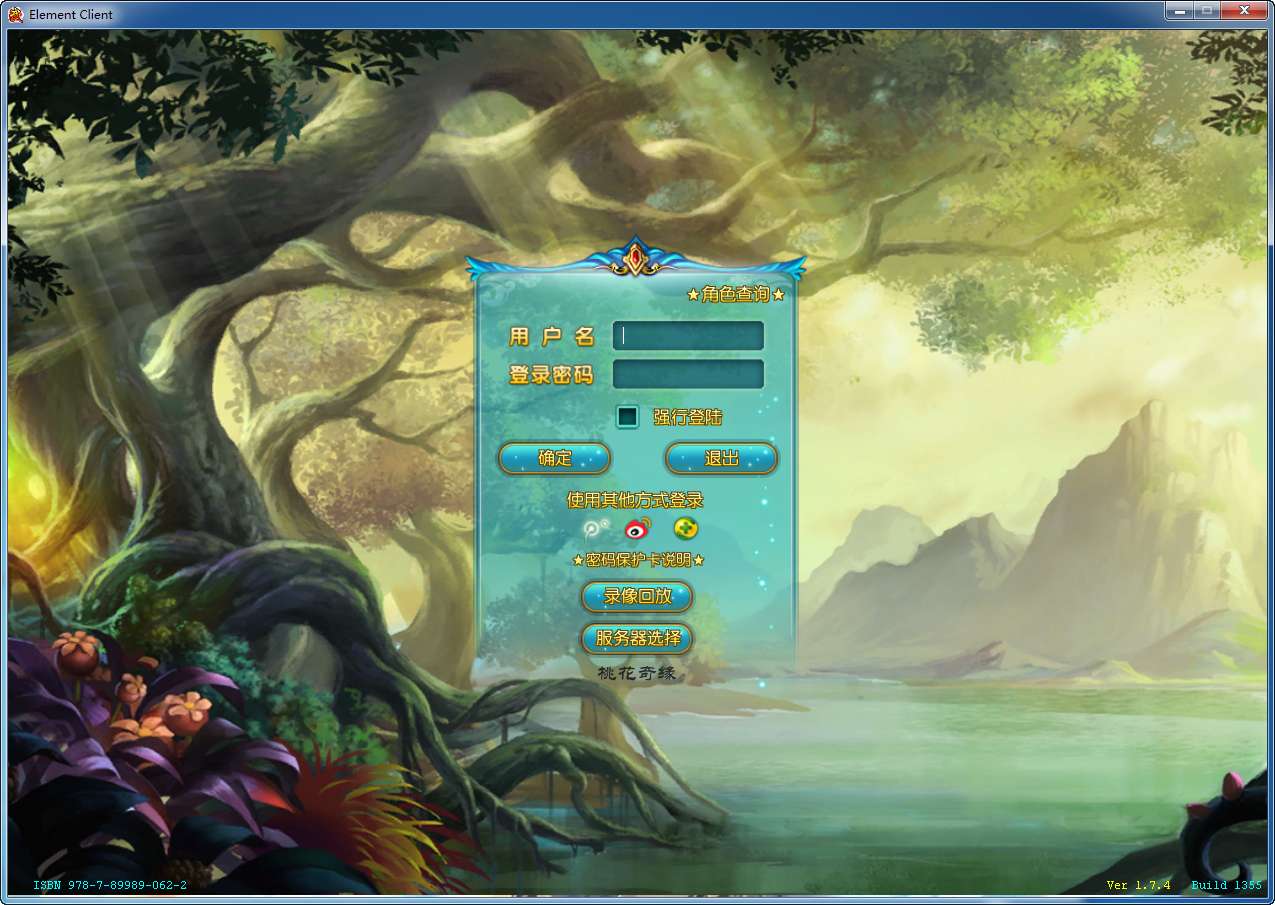 Element Client
★角色查询★
用户名
登录密码
强行登陆
确定 退出
使用其他方式登录
★密码保护卡说明★
录像回放
服务器选择
桃花奇缘
ISBN 978-7-89989-062-2
Ver 1.7.4 Build 1355